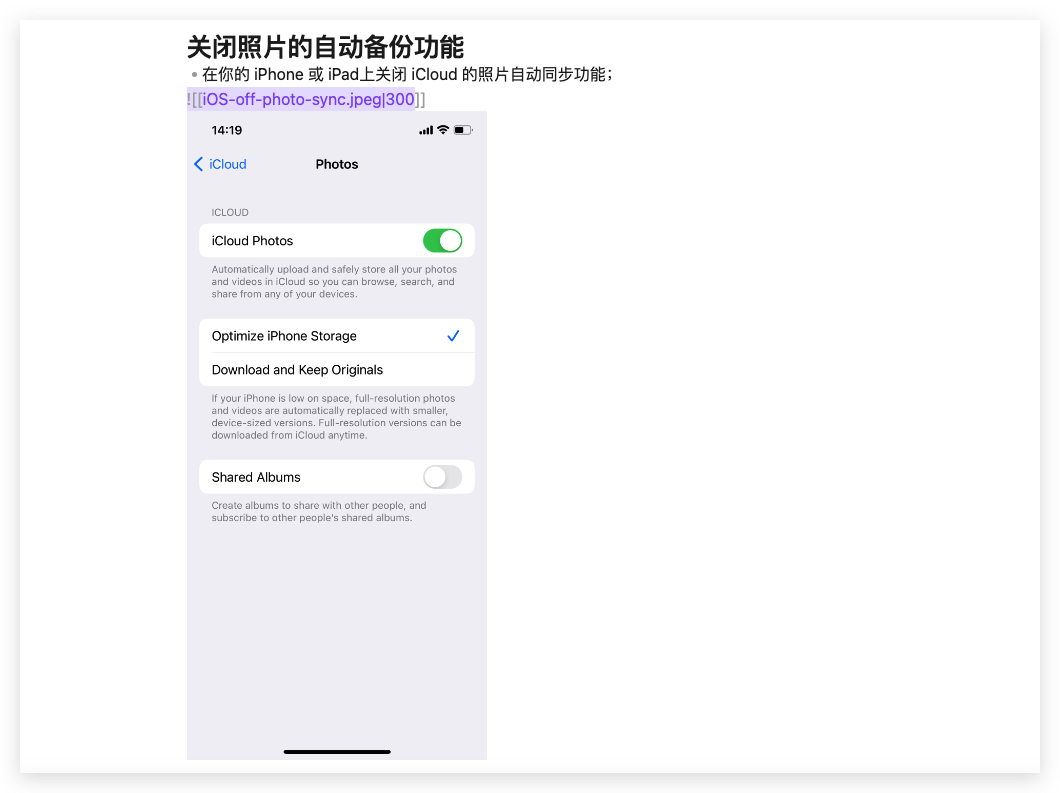 关闭照片的自动备份功能
• 在你的 iPhone 或 iPad上关闭 iCloud 的照片自动同步功能；
![[iOS-off-photo-sync.jpeg|300]]
14:19
iCloud
Photos
ICLOUD
iCloud Photos
Automatically upload and safely store all your photos
and videos in iCloud so you can browse, search, and
share from any of your devices.
Optimize iPhone Storage
Download and Keep Originals
If your iPhone is low on space, full-resolution photos
and videos are automatically replaced with smaller,
device-sized versions. Full-resolution versions can be
downloaded from iCloud anytime.
Shared Albums
Create albums to share with other people, and
subscribe to other people's shared albums.